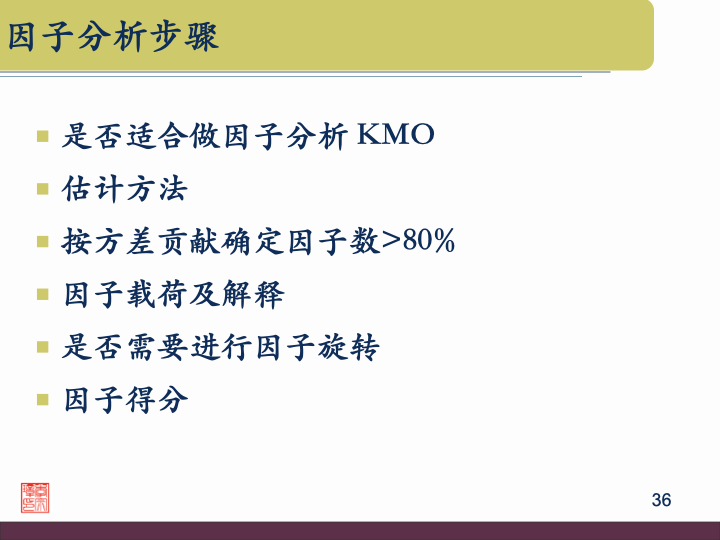 因子分析步骤
是否适合做因子分析 KMO
估计方法
按方差贡献确定因子数>80%
因子载荷及解释
是否需要进行因子旋转
因子得分
36